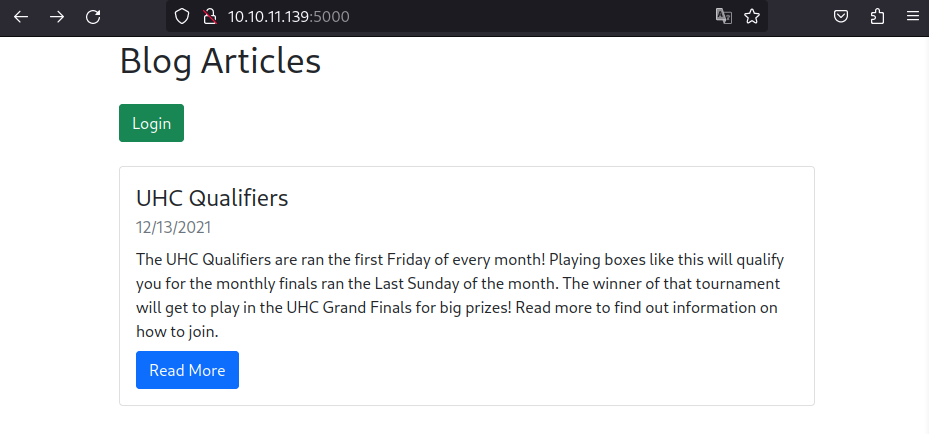 10.10.11.139:5000
Blog Articles
Login
UHC Qualifiers
12/13/2021
The UHC Qualifiers are ran the first Friday of every month! Playing boxes like this will qualify
you for the monthly finals ran the Last Sunday of the month. The winner of that tournament
will get to play in the UHC Grand Finals for big prizes! Read more to find out information on
how to join.
Read More